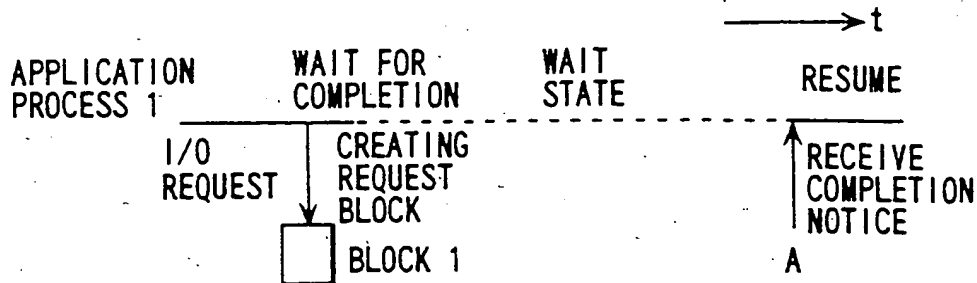 t
APPLICATION
PROCESS 1
WAIT FOR
COMPLETION
WAIT
STATE
RESUME
I/O
REQUEST
CREATING
REQUEST
BLOCK
BLOCK 1
RECEIVE
COMPLETION
NOTICE
A